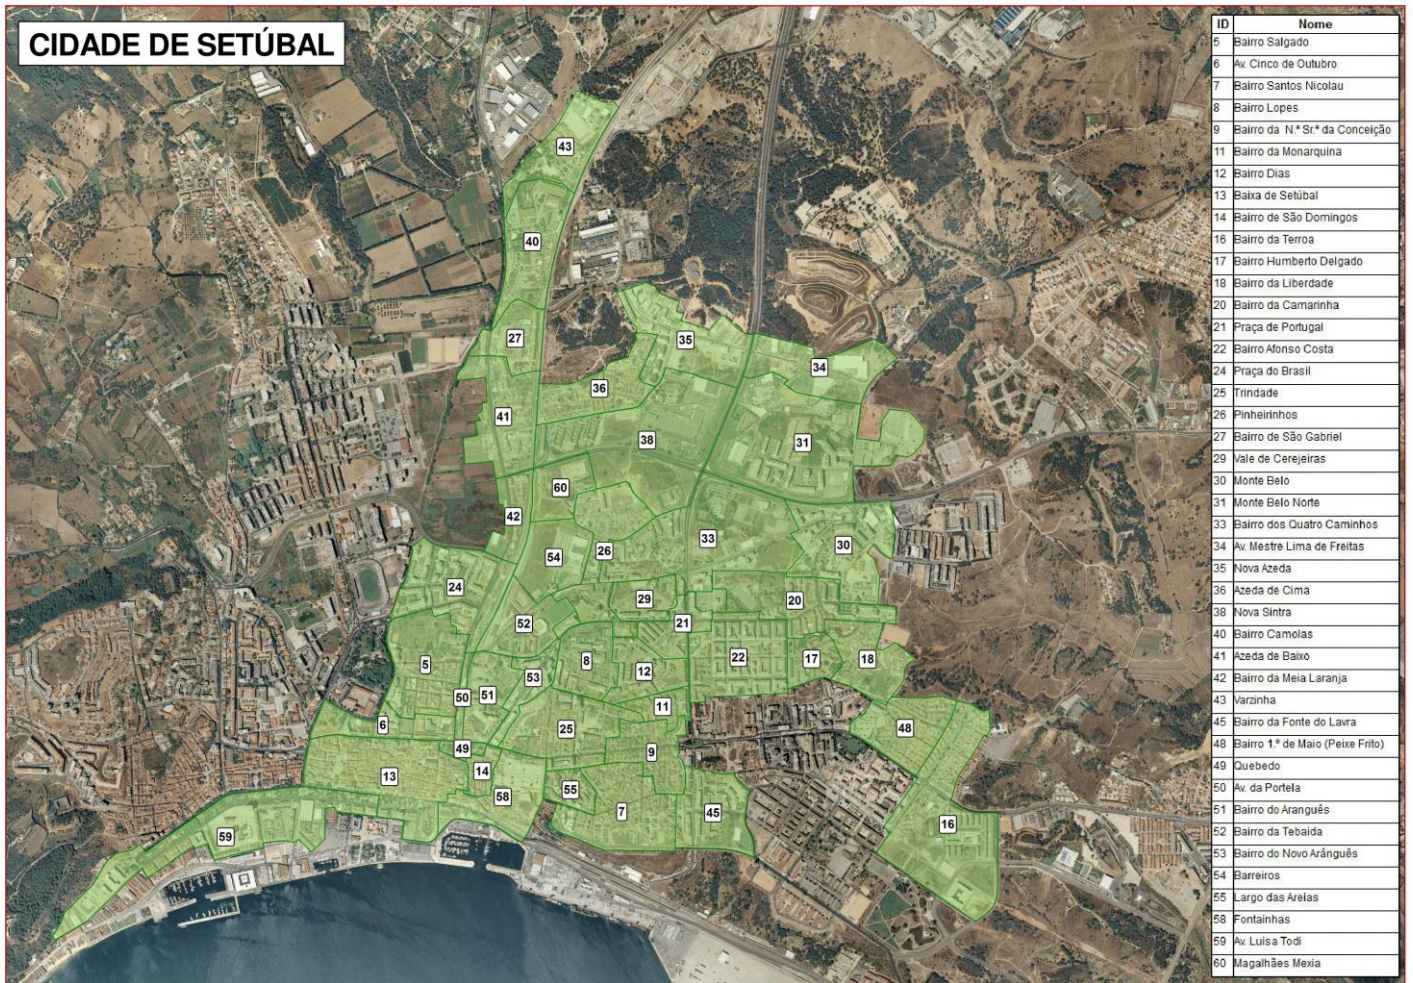 CIDADE DE SETÚBAL
ID Nome
5 Bairro Salgado
6 Av. Cinco de Outubro
7 Bairro Santos Nicolau
8 Bairro Lopes
9 Bairro da N.ª Sr.ª da Conceição
11 Bairro da Monarquina
12 Bairro Dias
13 Baixa de Setúbal
14 Bairro de São Domingos
16 Bairro da Terroa
17 Bairro Humberto Delgado
18 Bairro da Liberdade
20 Bairro da Camarinha
21 Praça de Portugal
22 Bairro Afonso Costa
24 Praça do Brasil
25 Trindade
26 Pinheirinhos
27 Bairro de São Gabriel
29 Vale de Cerejeiras
30 Monte Belo
31 Monte Belo Norte
33 Bairro dos Quatro Caminhos
34 Av. Mestre Lima de Freitas
35 Nova Azeda
36 Azeda de Cima
38 Nova Sintra
40 Bairro Camolas
41 Azeda de Baixo
42 Bairro da Meia Laranja
43 Varzinha
45 Bairro da Fonte do Lavra
48 Bairro 1.º de Maio (Peixe Frito)
49 Quebedo
50 Av. da Portela
51 Bairro do Aranguês
52 Bairro da Tebaida
53 Bairro do Novo Arânguês
54 Barreiros
55 Largo das Areias
58 Fontainhas
59 Av. Luisa Todi
60 Magalhães Mexia
43
40
27
35
34
36
41
38
31
60
42
33
30
54
26
24
29
20
52
21
5
8
12
22
17
18
53
50
51
11
6
25
48
49
9
13
14
55
58
7
45
16
59